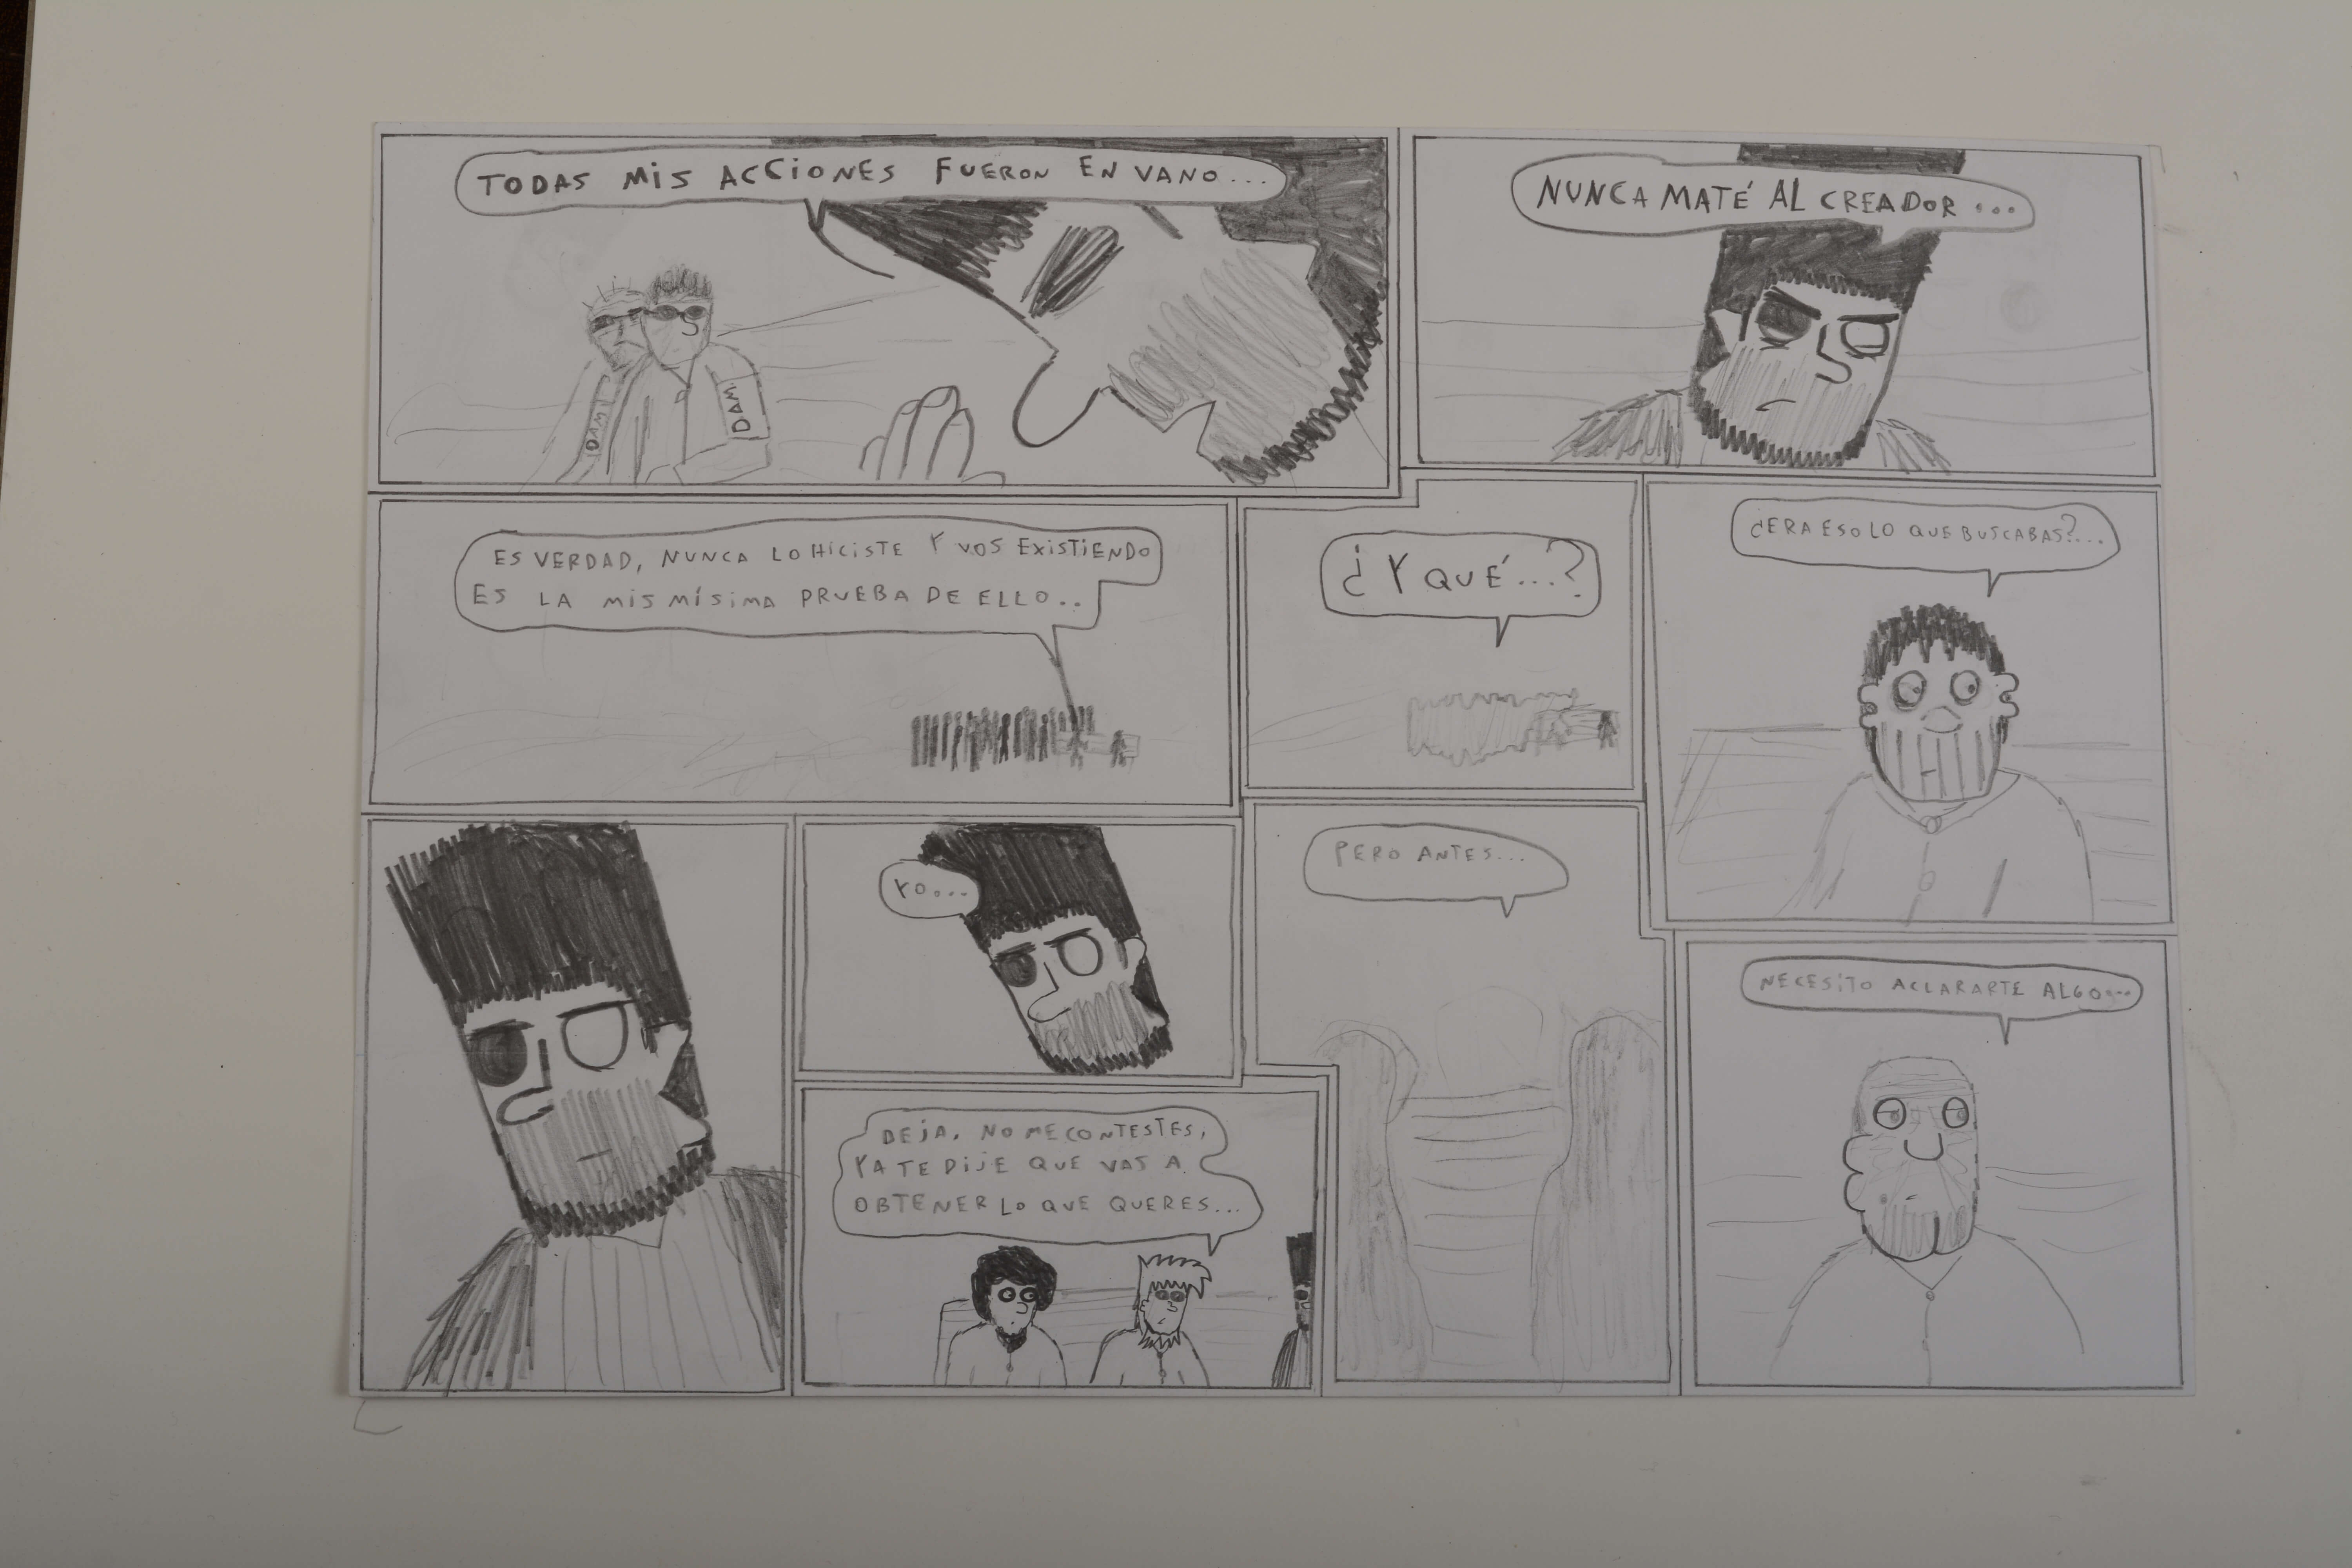 TODAS MIS ACCIONES FUERON EN VANO...
DAMI
DAM.
NUNCA MATÉ AL CREADOR...
ES VERDAD, NUNCA LO HICISTE Y VOS EXISTIENDO
ES LA MISMÍSIMA PRUEBA DE ELLO..
¿Y QUÉ...?
¿ERA ESO LO QUE BUSCABAS?...
YO...
DEJA, NO ME CONTESTES,
YA TE DIJE QUE VAS A
OBTENER LO QUE QUERES...
PERO ANTES...
NECESITO ACLARARTE ALGO...